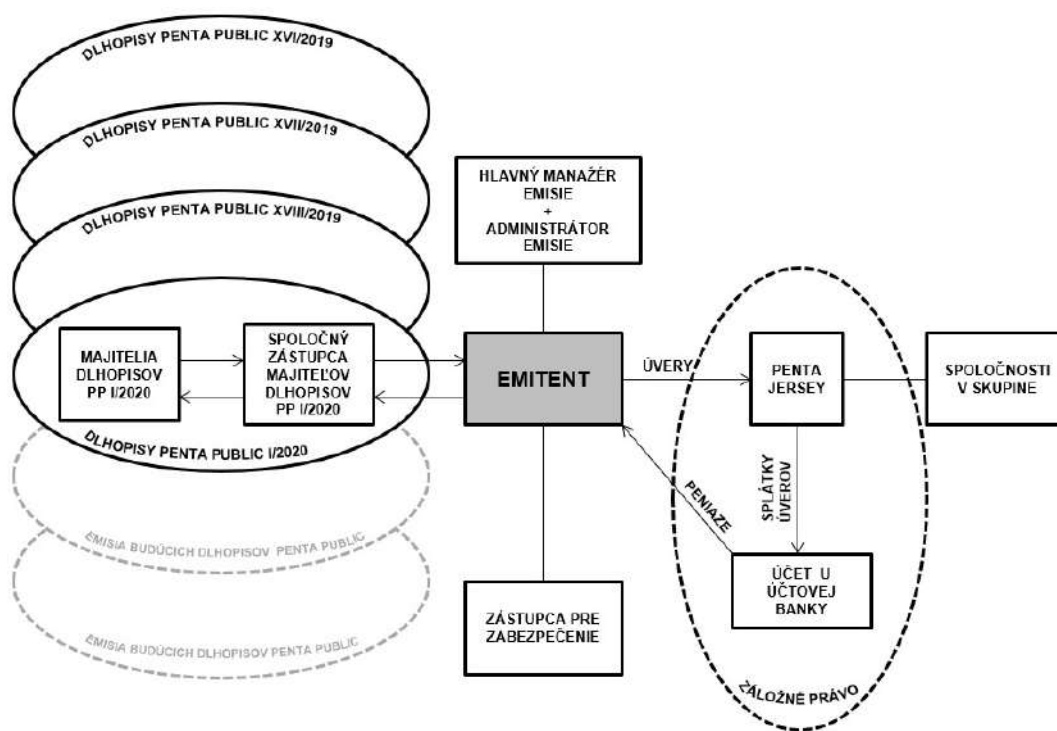 DLHOPISY PENTA PUBLIC XVI/2019
DLHOPISY PENTA PUBLIC XVII/2019
DLHOPISY PENTA PUBLIC XVIII/2019
HLAVNÝ MANAŽÉR
EMISIE
+
ADMINISTRÁTOR
EMISIE
MAJITELIA
DLHOPISOV
PP I/2020
SPOLOČNÝ
ZÁSTUPCA
MAJITEĽOV
DLHOPISOV
PP I/2020
DLHOPISY PENTA PUBLIC I/2020
EMITENT
ÚVERY
PENTA
JERSEY
SPOLOČNOSTI
V SKUPINE
PENIAZE
SPLÁTKY
ÚVEROV
ÚČET U
ÚČTOVEJ
BANKY
ZÁLOŽNÉ PRÁVO
ZÁSTUPCA PRE
ZABEZPEČENIE
EMISIA BUDÚCICH DLHOPISOV PENTA PUBLIC
EMISIA BUDÚCICH DLHOPISOV PENTA PUBLIC